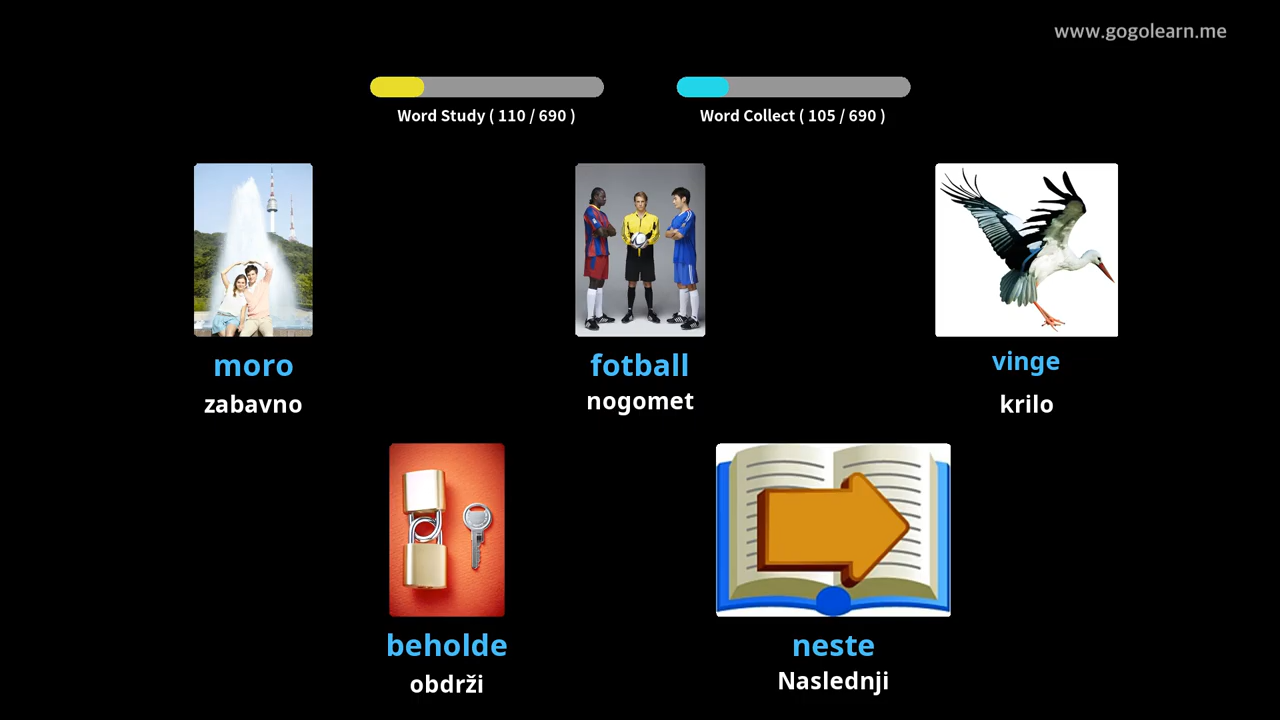 www.gogolearn.me
Word Study ( 110 / 690 )
Word Collect ( 105 / 690 )
moro
zabavno
fotball
nogomet
vinge
krilo
beholde
obdrži
neste
Naslednji